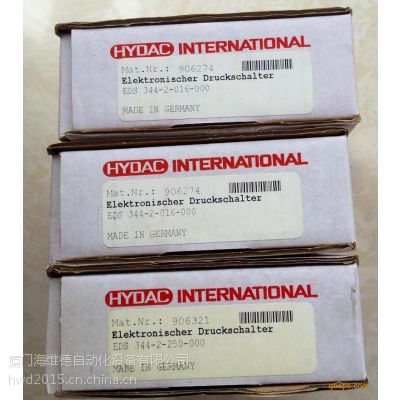 HYDAC INTERNATIONAL
Mat.Nr.: 906274
Elektronischer Druckschalter
EDS 344-2-016-000
MADE IN GERMANY
HYDAC INTERNATIONAL
Mat.Nr.: 906274
Elektronischer Druckschalter
EDS 344-2-016-000
MADE IN GERMANY
HYDAC INTERNATIONAL
Mat.Nr.: 906321
Elektronischer Druckschalter
EDS 344-2-250-000
MADE IN GERMANY
厦门海维德自动化设备有限公司
hvd2015.cn.china.cn